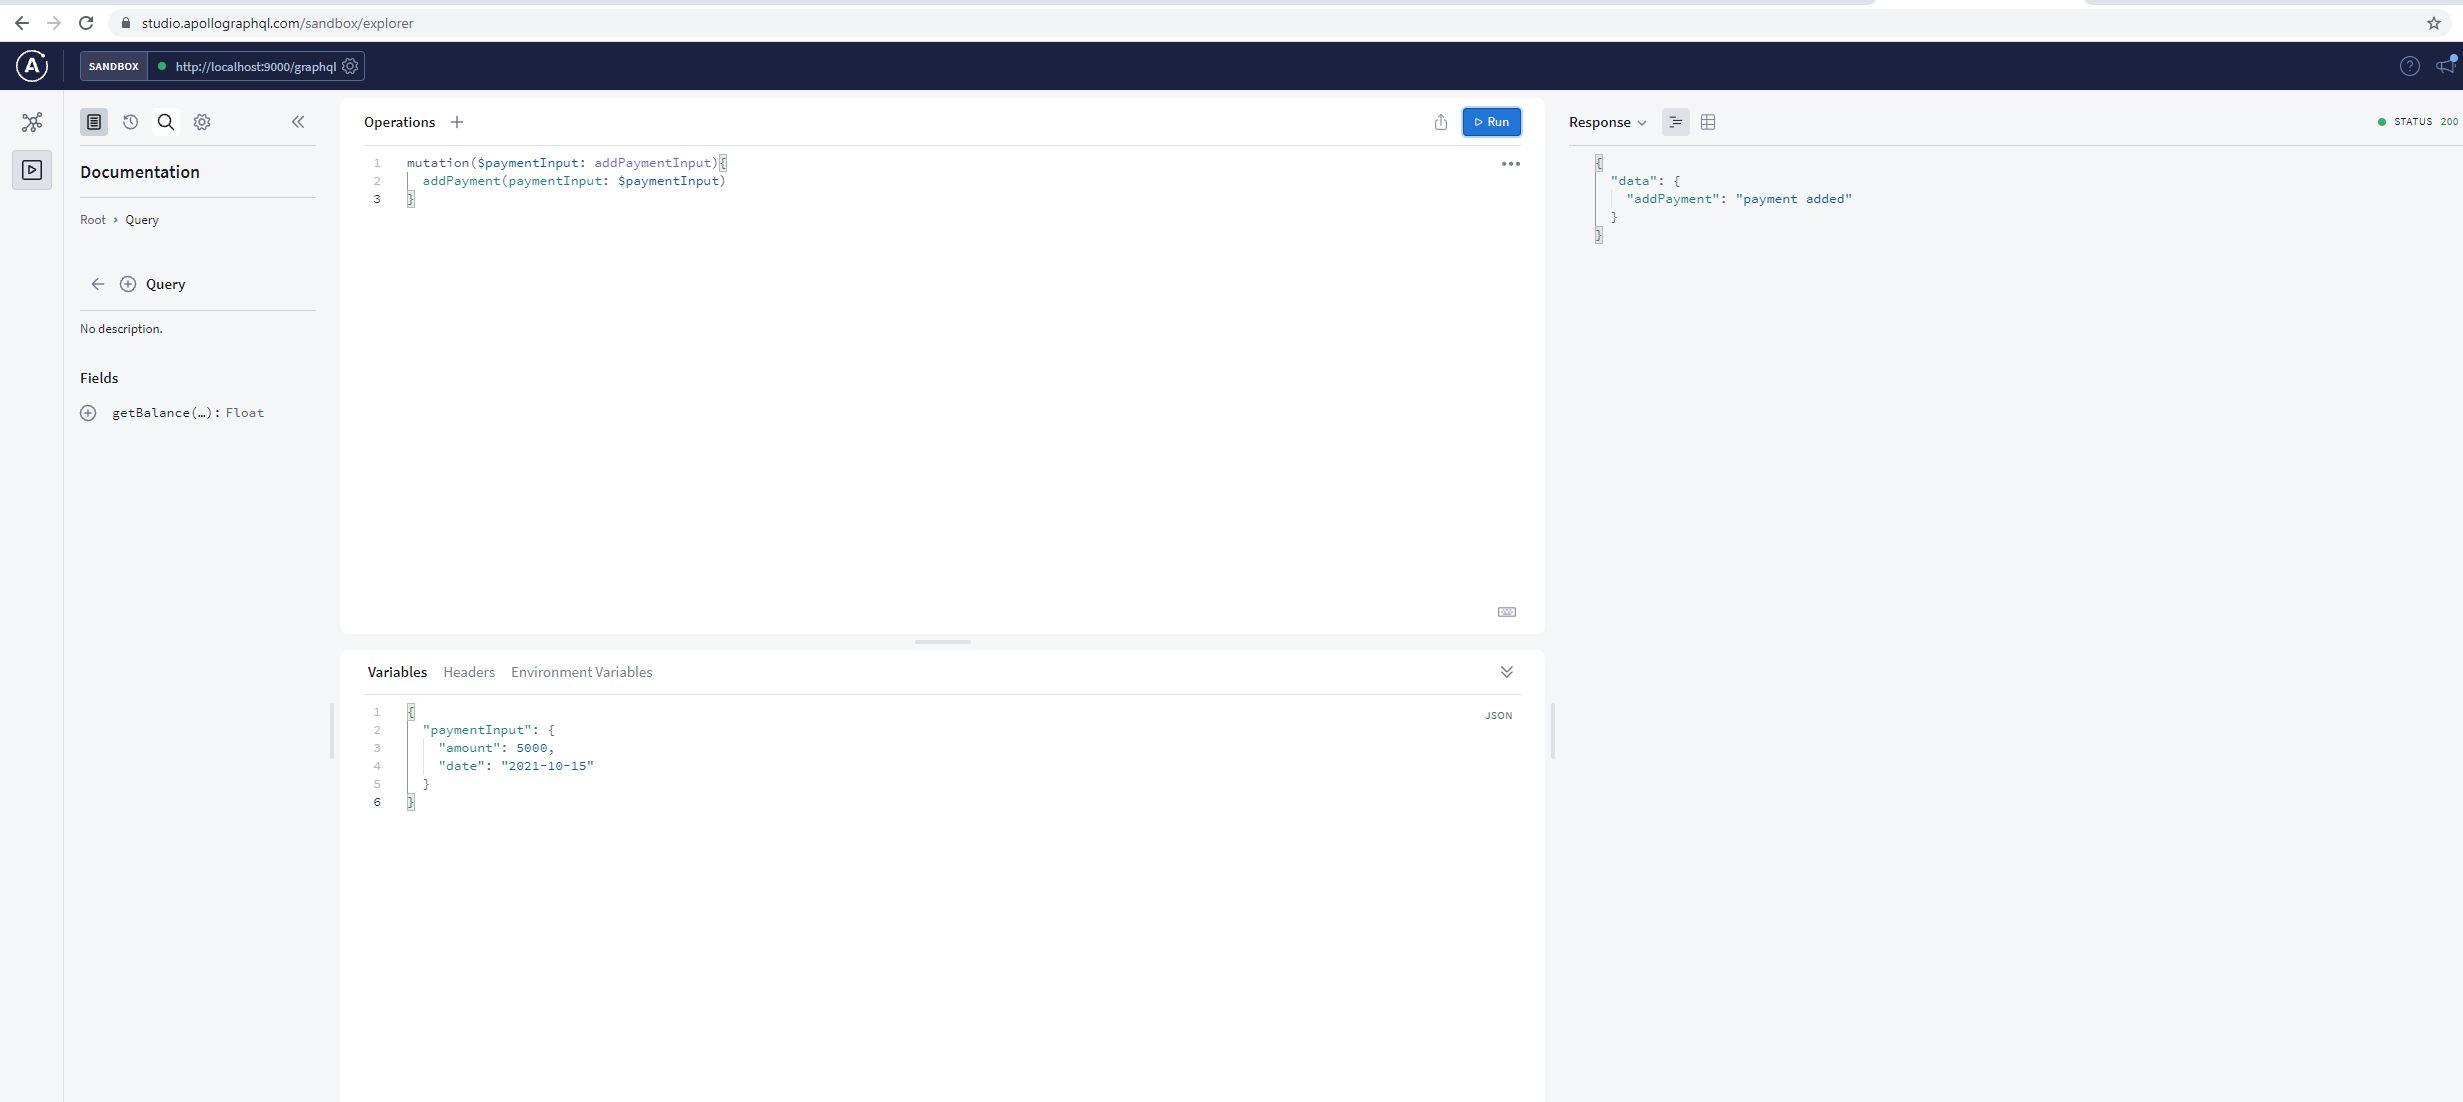 studio.apollographql.com/sandbox/explorer
A SANDBOX http://localhost:9000/graphql ?
Documentation
Root › Query
Query
No description.
Fields
getBalance(…): Float
Operations +
Run
1 mutation($paymentInput: addPaymentInput){
2 addPayment(paymentInput: $paymentInput)
3 }
Variables Headers Environment Variables
JSON
1 {
2 "paymentInput": {
3 "amount": 5000,
4 "date": "2021-10-15"
5 }
6 }
Response
STATUS 200
{
"data": {
"addPayment": "payment added"
}
}